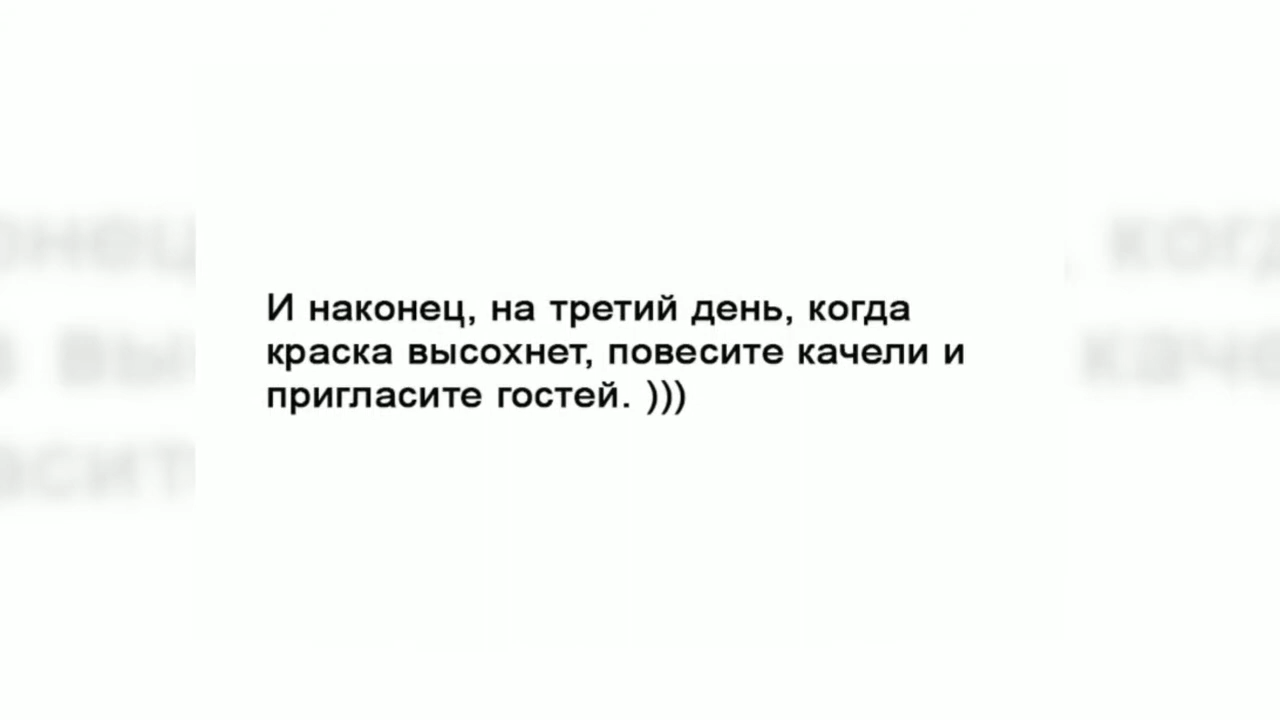 И наконец, на третий день, когда
краска высохнет, повесите качели и
пригласите гостей. )))